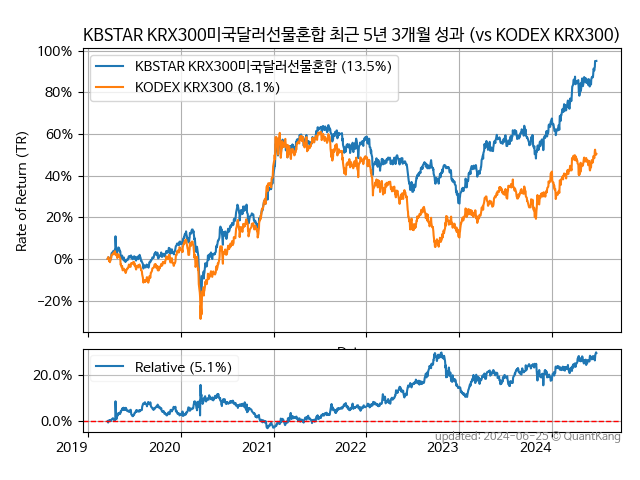 KBSTAR KRX300미국달러선물혼합 최근 5년 3개월 성과 (vs KODEX KRX300)
100%
80%
60%
40%
20%
0%
−20%
Rate of Return (TR)
KBSTAR KRX300미국달러선물혼합 (13.5%)
KODEX KRX300 (8.1%)
20.0%
0.0%
Relative (5.1%)
2019 2020 2021 2022 2023 2024
updated: 2024-06-25 © QuantKang